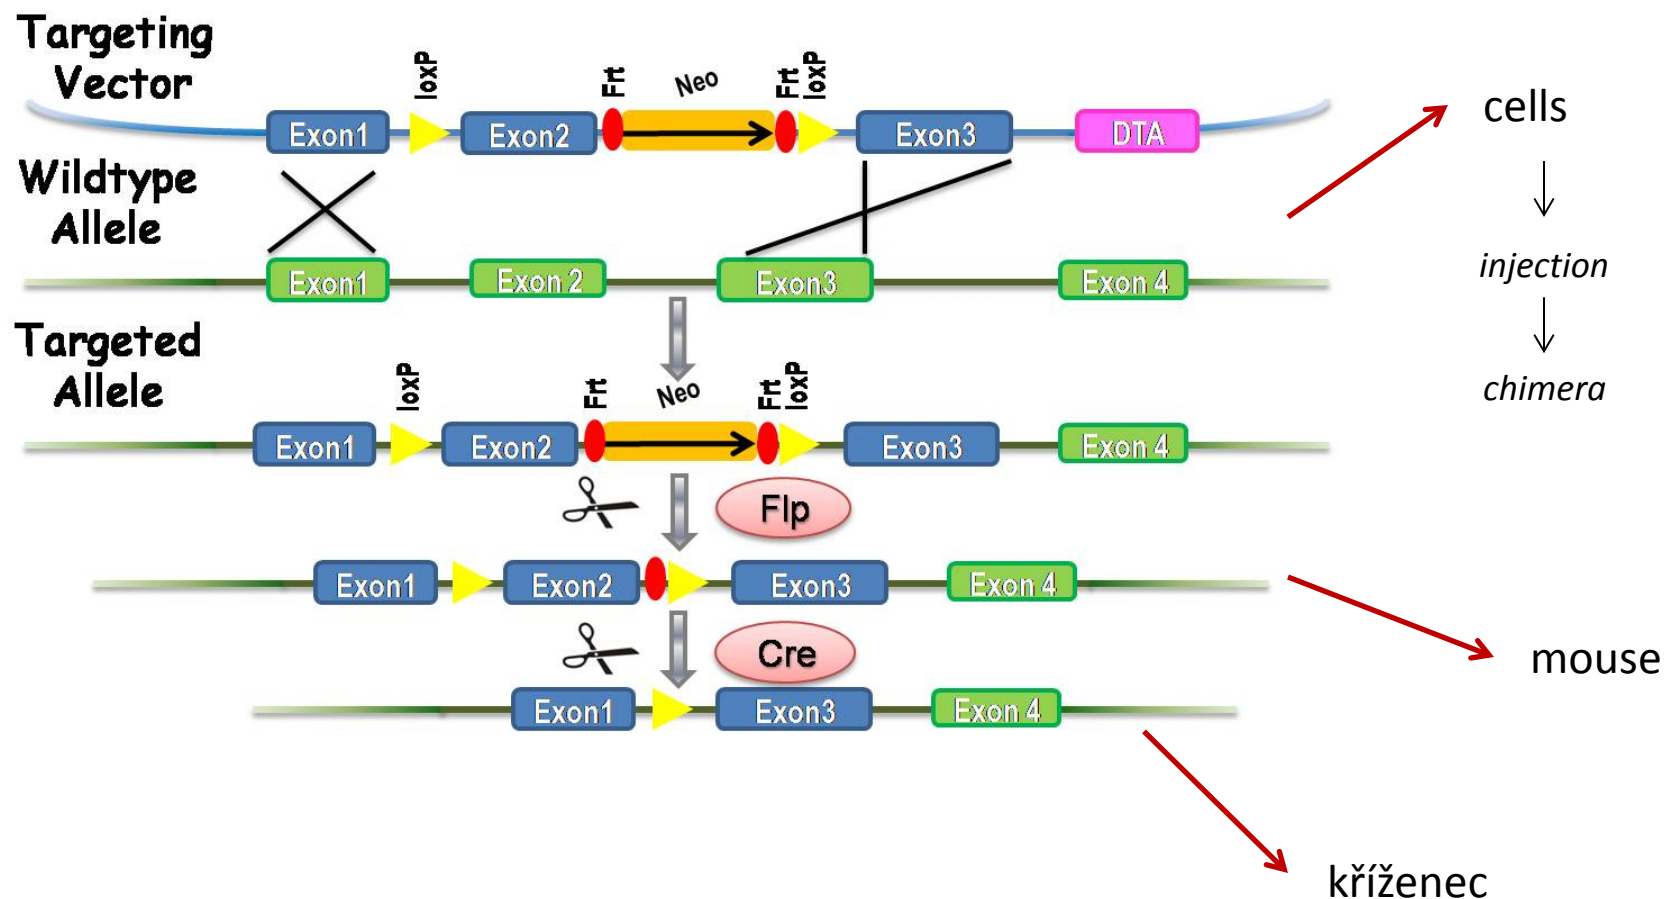 Targeting
Vector
loxP
Frt
Neo
Frt
loxP
Exon1
Exon2
Exon3
DTA
cells
Wildtype
Allele
Exon1
Exon 2
Exon3
Exon 4
injection
Targeted
Allele
loxP
Frt
Neo
Frt
loxP
chimera
Exon1
Exon2
Exon3
Exon 4
Flp
Exon1
Exon2
Exon3
Exon 4
Cre
mouse
Exon1
Exon3
Exon 4
kříženec